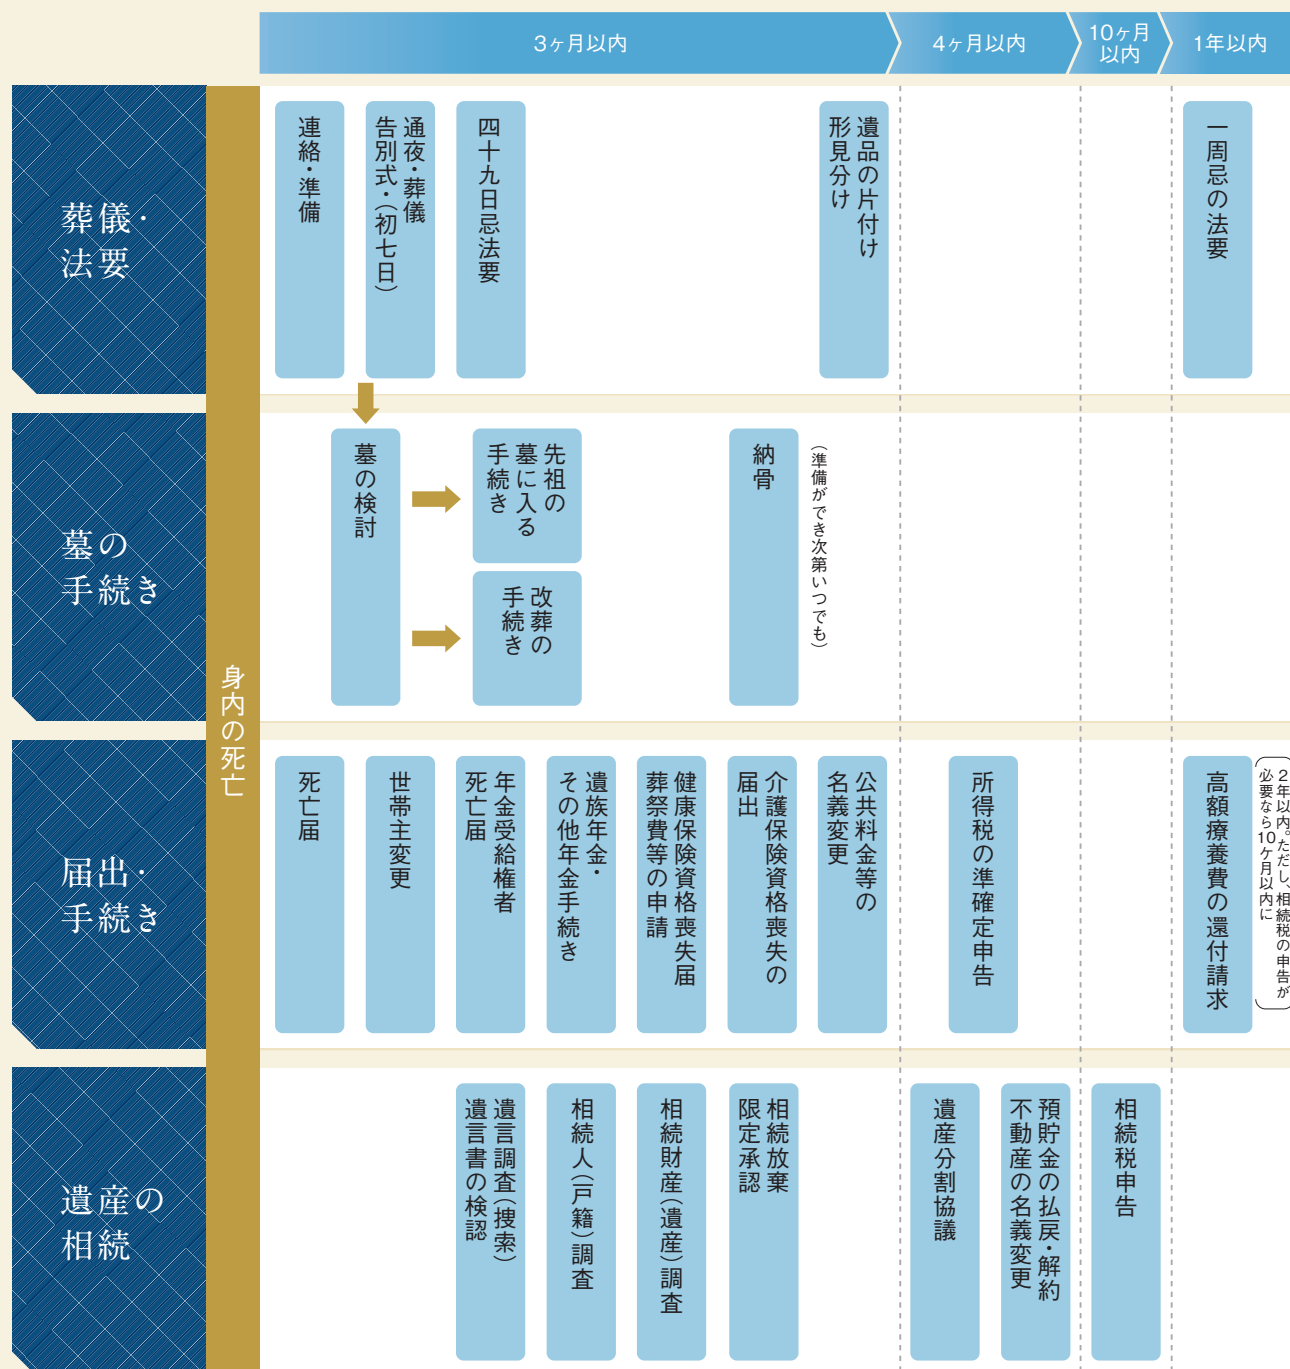 3ヶ月以内
4ヶ月以内
10ヶ月
以内
1年以内
身内の死亡
葬儀・
法要
連絡・準備
通夜・葬儀
告別式・(初七日)
四十九日忌法要
遺品の片付け
形見分け
一周忌の法要
墓の
手続き
墓の検討
先祖の
墓に入る
手続き
改葬の
手続き
納骨
(準備ができ次第いつでも)
届出・
手続き
死亡届
世帯主変更
年金受給権者
死亡届
遺族年金・
その他年金手続き
健康保険資格喪失届
葬祭費等の申請
介護保険資格喪失の
届出
公共料金等の
名義変更
所得税の準確定申告
高額療養費の還付請求
(2年以内。ただし、相続税の申告が
必要なら10ケ月以内に)
遺産の
相続
遺言調査(捜索)
遺言書の検認
相続人(戸籍)調査
相続財産(遺産)調査
相続放棄
限定承認
遺産分割協議
預貯金の払戻・解約
不動産の名義変更
相続税申告